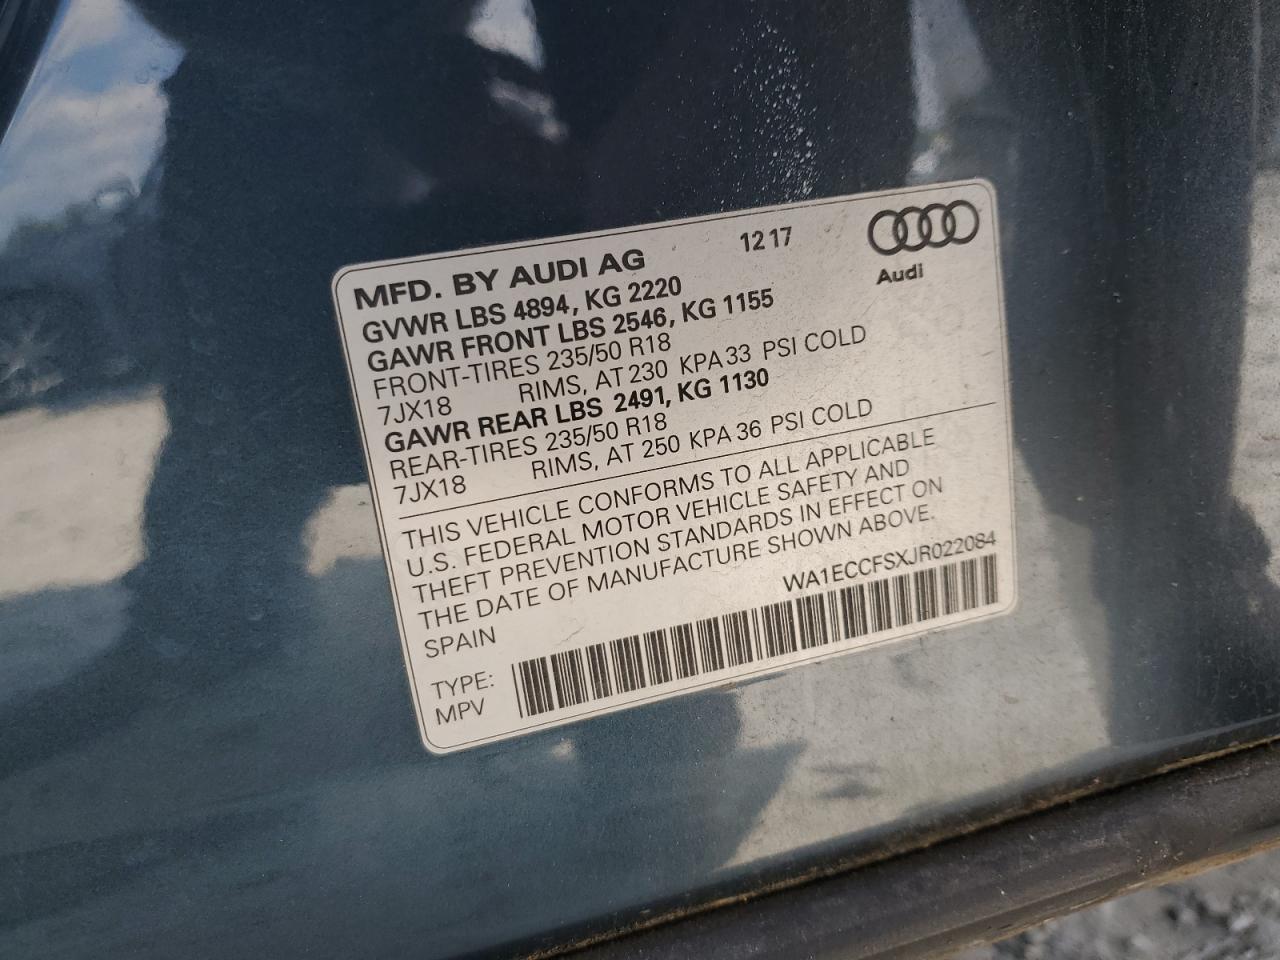 MFD. BY AUDI AG 12 17
Audi
GVWR LBS 4894, KG 2220
GAWR FRONT LBS 2546, KG 1155
FRONT-TIRES 235/50 R18
7JX18 RIMS, AT 230 KPA 33 PSI COLD
GAWR REAR LBS 2491, KG 1130
REAR-TIRES 235/50 R18
7JX18 RIMS, AT 250 KPA 36 PSI COLD
THIS VEHICLE CONFORMS TO ALL APPLICABLE
U.S. FEDERAL MOTOR VEHICLE SAFETY AND
THEFT PREVENTION STANDARDS IN EFFECT ON
THE DATE OF MANUFACTURE SHOWN ABOVE.
SPAIN WA1ECCFSXJR022084
TYPE:
MPV